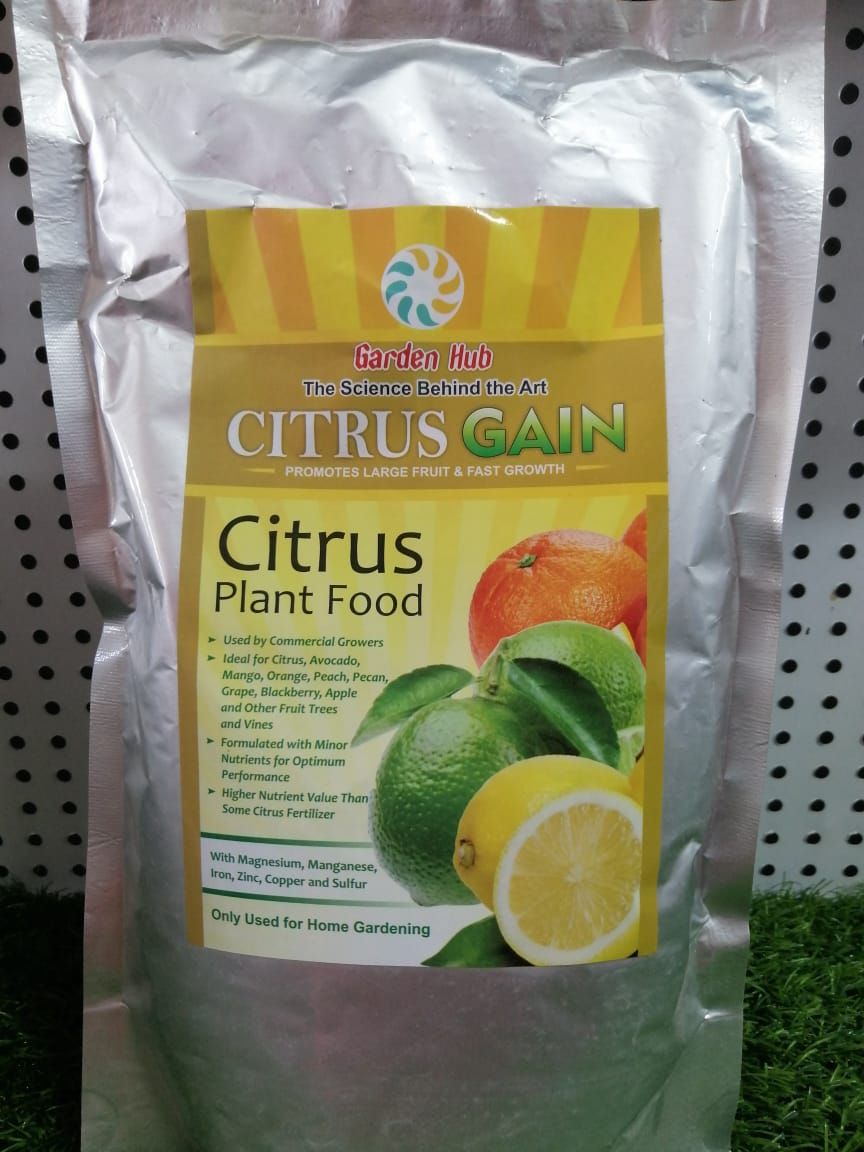 Garden Hub
The Science Behind the Art
CITRUS GAIN
PROMOTES LARGE FRUIT & FAST GROWTH
Citrus
Plant Food
➤ Used by Commercial Growers
➤ Ideal for Citrus, Avocado,
Mango, Orange, Peach, Pecan,
Grape, Blackberry, Apple
and Other Fruit Trees
and Vines
➤ Formulated with Minor
Nutrients for Optimum
Performance
➤ Higher Nutrient Value Than
Some Citrus Fertilizer
With Magnesium, Manganese,
Iron, Zinc, Copper and Sulfur
Only Used for Home Gardening